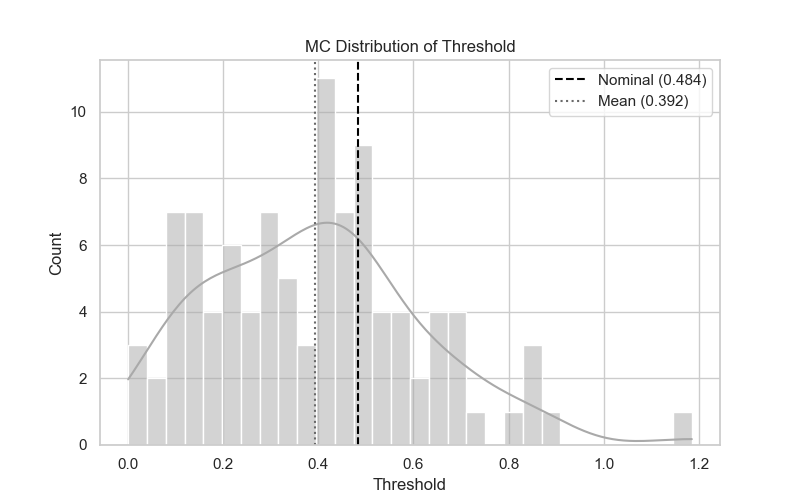 MC Distribution of Threshold
Nominal (0.484)
Mean (0.392)
Count
10
8
6
4
2
0
0.0 0.2 0.4 0.6 0.8 1.0 1.2
Threshold